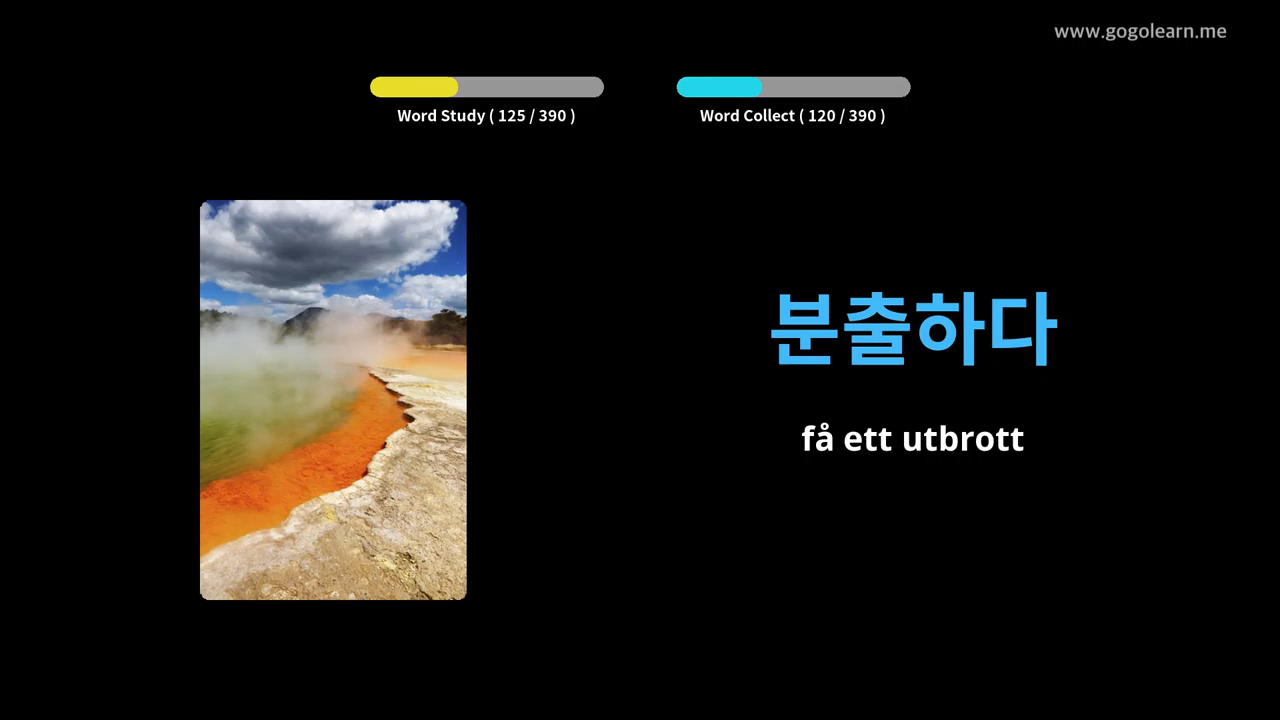 www.gogolearn.me
Word Study ( 125 / 390 )
Word Collect ( 120 / 390 )
분출하다
få ett utbrott